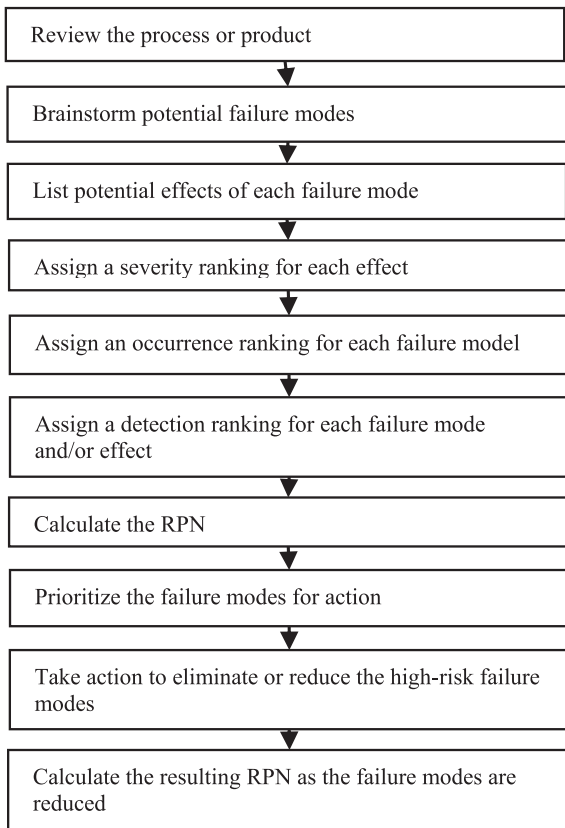 Review the process or product
Brainstorm potential failure modes
List potential effects of each failure mode
Assign a severity ranking for each effect
Assign an occurrence ranking for each failure model
Assign a detection ranking for each failure mode
and/or effect
Calculate the RPN
Prioritize the failure modes for action
Take action to eliminate or reduce the high-risk failure
modes
Calculate the resulting RPN as the failure modes are
reduced